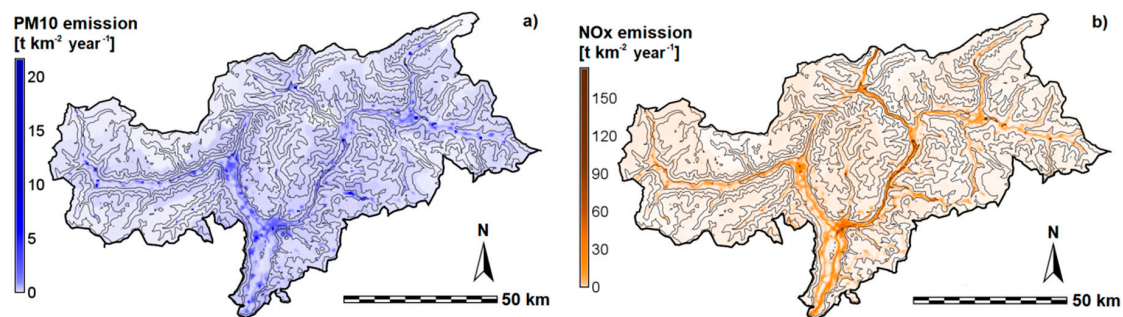 PM10 emission
[t km⁻² year⁻¹]
a)
20
15
10
5
0
N
50 km
NOx emission
[t km⁻² year⁻¹]
b)
150
120
90
60
30
0
N
50 km